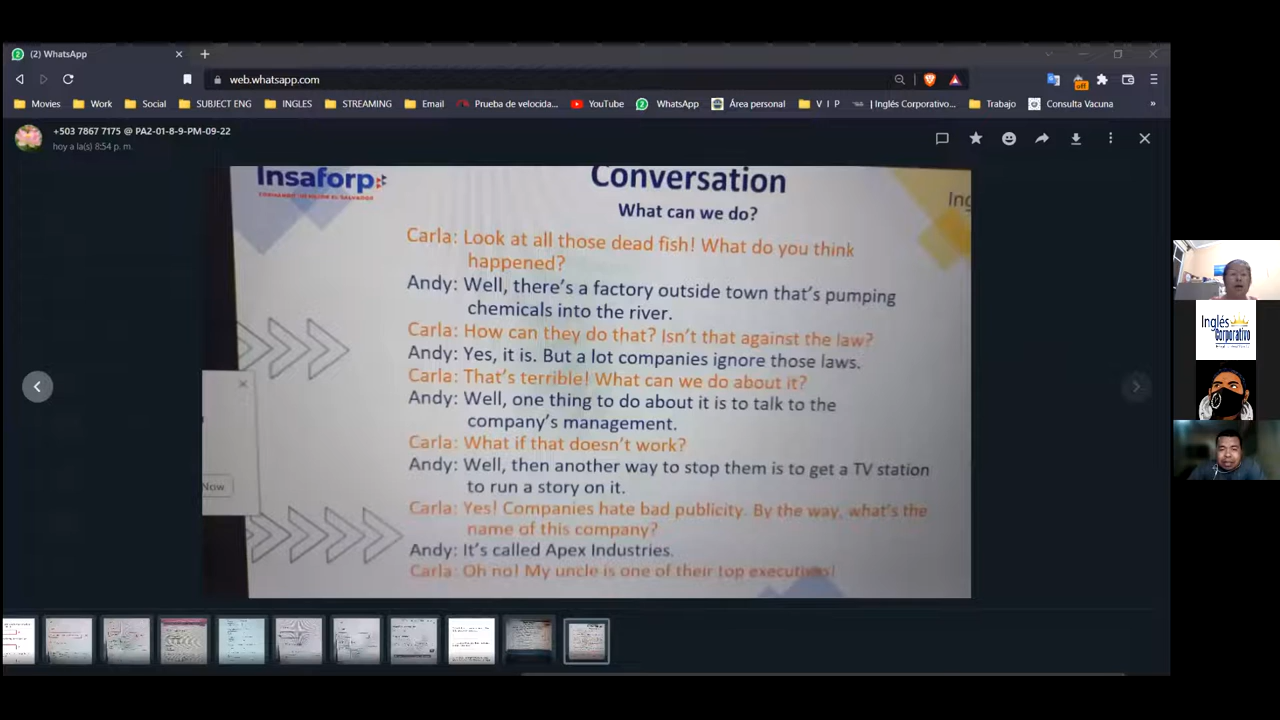 (2) WhatsApp
web.whatsapp.com
Movies Work Social SUBJECT ENG INGLES STREAMING Email Prueba de velocida... YouTube WhatsApp Área personal V I P | Inglés Corporativo... Trabajo Consulta Vacuna »
off
+503 7867 7175 @ PA2-01-8-9-PM-09-22
hoy a la(s) 8:54 p. m.
Insaforp
Conversation
Ing
What can we do?
Carla: Look at all those dead fish! What do you think
happened?
Andy: Well, there's a factory outside town that's pumping
chemicals into the river.
Carla: How can they do that? Isn't that against the law?
Andy: Yes, it is. But a lot companies ignore those laws.
Carla: That's terrible! What can we do about it?
Andy: Well, one thing to do about it is to talk to the
company's management.
Carla: What if that doesn't work?
Andy: Well, then another way to stop them is to get a TV station
to run a story on it.
Now
Carla: Yes! Companies hate bad publicity. By the way, what's the
name of this company?
Andy: It's called Apex Industries.
Carla: Oh no! My uncle is one of their top executives!
Inglés
Corporativo